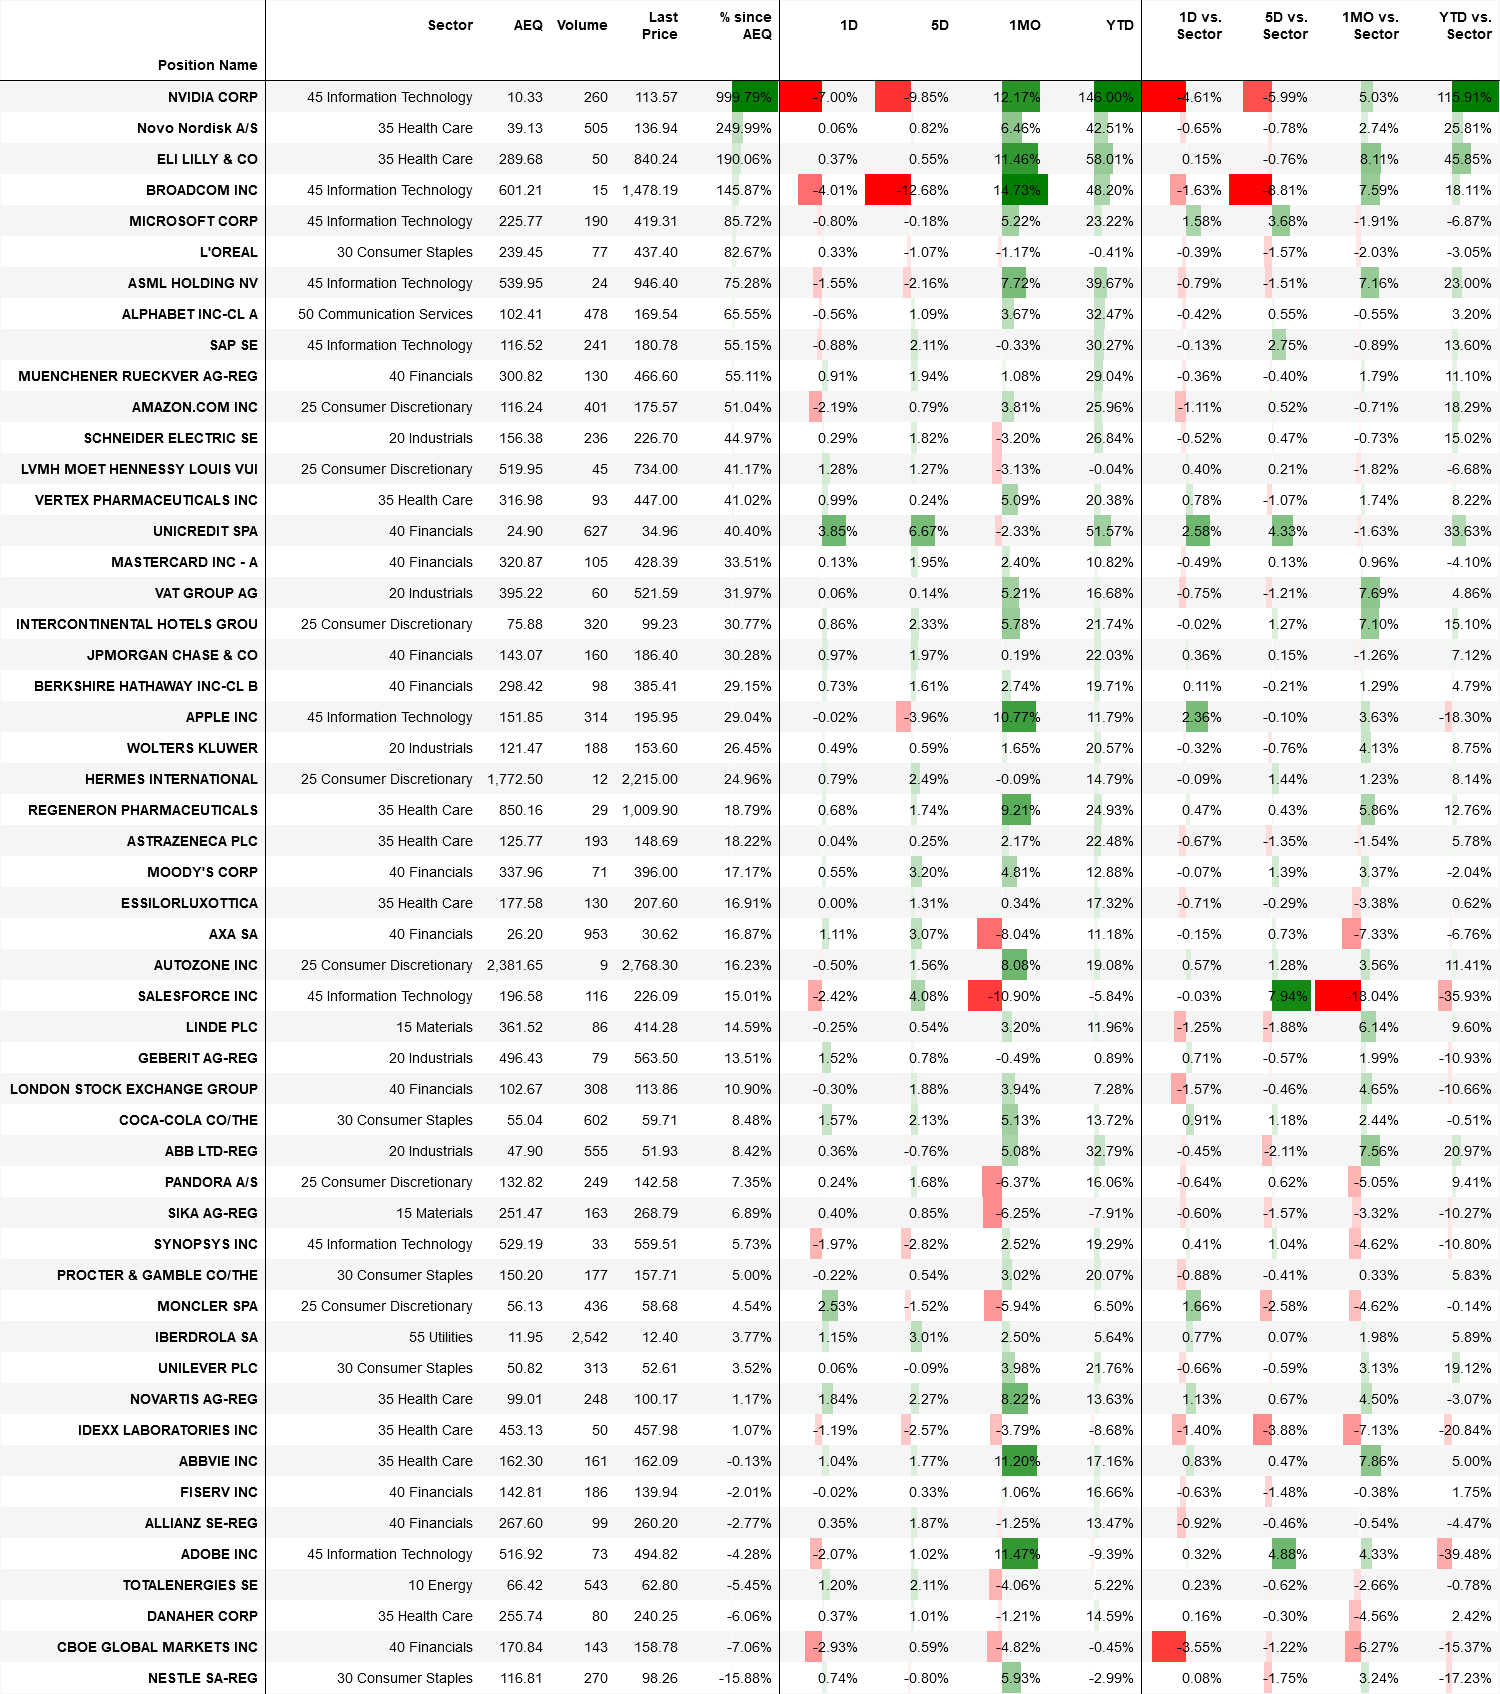 Position Name Sector AEQ Volume Last Price % since AEQ 1D 5D 1MO YTD 1D vs. Sector 5D vs. Sector 1MO vs. Sector YTD vs. Sector
NVIDIA CORP 45 Information Technology 10.33 260 113.57 999.79% -7.00% -9.85% 12.17% 146.00% -4.61% -5.99% 5.03% 115.91%
Novo Nordisk A/S 35 Health Care 39.13 505 136.94 249.99% 0.06% 0.82% 6.46% 42.51% -0.65% -0.78% 2.74% 25.81%
ELI LILLY & CO 35 Health Care 289.68 50 840.24 190.06% 0.37% 0.55% 11.46% 58.01% 0.15% -0.76% 8.11% 45.85%
BROADCOM INC 45 Information Technology 601.21 15 1,478.19 145.87% -4.01% -12.68% 14.73% 48.20% -1.63% -8.81% 7.59% 18.11%
MICROSOFT CORP 45 Information Technology 225.77 190 419.31 85.72% -0.80% -0.18% 5.22% 23.22% 1.58% 3.68% -1.91% -6.87%
L'OREAL 30 Consumer Staples 239.45 77 437.40 82.67% 0.33% -1.07% -1.17% -0.41% -0.39% -1.57% -2.03% -3.05%
ASML HOLDING NV 45 Information Technology 539.95 24 946.40 75.28% -1.55% -2.16% 7.72% 39.67% -0.79% -1.51% 7.16% 23.00%
ALPHABET INC-CL A 50 Communication Services 102.41 478 169.54 65.55% -0.56% 1.09% 3.67% 32.47% -0.42% 0.55% -0.55% 3.20%
SAP SE 45 Information Technology 116.52 241 180.78 55.15% -0.88% 2.11% -0.33% 30.27% -0.13% 2.75% -0.89% 13.60%
MUENCHENER RUECKVER AG-REG 40 Financials 300.82 130 466.60 55.11% 0.91% 1.94% 1.08% 29.04% -0.36% -0.40% 1.79% 11.10%
AMAZON.COM INC 25 Consumer Discretionary 116.24 401 175.57 51.04% -2.19% 0.79% 3.81% 25.96% -1.11% 0.52% -0.71% 18.29%
SCHNEIDER ELECTRIC SE 20 Industrials 156.38 236 226.70 44.97% 0.29% 1.82% -3.20% 26.84% -0.52% 0.47% -0.73% 15.02%
LVMH MOET HENNESSY LOUIS VUI 25 Consumer Discretionary 519.95 45 734.00 41.17% 1.28% 1.27% -3.13% -0.04% 0.40% 0.21% -1.82% -6.68%
VERTEX PHARMACEUTICALS INC 35 Health Care 316.98 93 447.00 41.02% 0.99% 0.24% 5.09% 20.38% 0.78% -1.07% 1.74% 8.22%
UNICREDIT SPA 40 Financials 24.90 627 34.96 40.40% 3.85% 6.67% -2.33% 51.57% 2.58% 4.33% -1.63% 33.63%
MASTERCARD INC - A 40 Financials 320.87 105 428.39 33.51% 0.13% 1.95% 2.40% 10.82% -0.49% 0.13% 0.96% -4.10%
VAT GROUP AG 20 Industrials 395.22 60 521.59 31.97% 0.06% 0.14% 5.21% 16.68% -0.75% -1.21% 7.69% 4.86%
INTERCONTINENTAL HOTELS GROU 25 Consumer Discretionary 75.88 320 99.23 30.77% 0.86% 2.33% 5.78% 21.74% -0.02% 1.27% 7.10% 15.10%
JPMORGAN CHASE & CO 40 Financials 143.07 160 186.40 30.28% 0.97% 1.97% 0.19% 22.03% 0.36% 0.15% -1.26% 7.12%
BERKSHIRE HATHAWAY INC-CL B 40 Financials 298.42 98 385.41 29.15% 0.73% 1.61% 2.74% 19.71% 0.11% -0.21% 1.29% 4.79%
APPLE INC 45 Information Technology 151.85 314 195.95 29.04% -0.02% -3.96% 10.77% 11.79% 2.36% -0.10% 3.63% -18.30%
WOLTERS KLUWER 20 Industrials 121.47 188 153.60 26.45% 0.49% 0.59% 1.65% 20.57% -0.32% -0.76% 4.13% 8.75%
HERMES INTERNATIONAL 25 Consumer Discretionary 1,772.50 12 2,215.00 24.96% 0.79% 2.49% -0.09% 14.79% -0.09% 1.44% 1.23% 8.14%
REGENERON PHARMACEUTICALS 35 Health Care 850.16 29 1,009.90 18.79% 0.68% 1.74% 9.21% 24.93% 0.47% 0.43% 5.86% 12.76%
ASTRAZENECA PLC 35 Health Care 125.77 193 148.69 18.22% 0.04% 0.25% 2.17% 22.48% -0.67% -1.35% -1.54% 5.78%
MOODY'S CORP 40 Financials 337.96 71 396.00 17.17% 0.55% 3.20% 4.81% 12.88% -0.07% 1.39% 3.37% -2.04%
ESSILORLUXOTTICA 35 Health Care 177.58 130 207.60 16.91% 0.00% 1.31% 0.34% 17.32% -0.71% -0.29% -3.38% 0.62%
AXA SA 40 Financials 26.20 953 30.62 16.87% 1.11% 3.07% -8.04% 11.18% -0.15% 0.73% -7.33% -6.76%
AUTOZONE INC 25 Consumer Discretionary 2,381.65 9 2,768.30 16.23% -0.50% 1.56% 8.08% 19.08% 0.57% 1.28% 3.56% 11.41%
SALESFORCE INC 45 Information Technology 196.58 116 226.09 15.01% -2.42% 4.08% -10.90% -5.84% -0.03% 7.94% -18.04% -35.93%
LINDE PLC 15 Materials 361.52 86 414.28 14.59% -0.25% 0.54% 3.20% 11.96% -1.25% -1.88% 6.14% 9.60%
GEBERIT AG-REG 20 Industrials 496.43 79 563.50 13.51% 1.52% 0.78% -0.49% 0.89% 0.71% -0.57% 1.99% -10.93%
LONDON STOCK EXCHANGE GROUP 40 Financials 102.67 308 113.86 10.90% -0.30% 1.88% 3.94% 7.28% -1.57% -0.46% 4.65% -10.66%
COCA-COLA CO/THE 30 Consumer Staples 55.04 602 59.71 8.48% 1.57% 2.13% 5.13% 13.72% 0.91% 1.18% 2.44% -0.51%
ABB LTD-REG 20 Industrials 47.90 555 51.93 8.42% 0.36% -0.76% 5.08% 32.79% -0.45% -2.11% 7.56% 20.97%
PANDORA A/S 25 Consumer Discretionary 132.82 249 142.58 7.35% 0.24% 1.68% -6.37% 16.06% -0.64% 0.62% -5.05% 9.41%
SIKA AG-REG 15 Materials 251.47 163 268.79 6.89% 0.40% 0.85% -6.25% -7.91% -0.60% -1.57% -3.32% -10.27%
SYNOPSYS INC 45 Information Technology 529.19 33 559.51 5.73% -1.97% -2.82% 2.52% 19.29% 0.41% 1.04% -4.62% -10.80%
PROCTER & GAMBLE CO/THE 30 Consumer Staples 150.20 177 157.71 5.00% -0.22% 0.54% 3.02% 20.07% -0.88% -0.41% 0.33% 5.83%
MONCLER SPA 25 Consumer Discretionary 56.13 436 58.68 4.54% 2.53% -1.52% -5.94% 6.50% 1.66% -2.58% -4.62% -0.14%
IBERDROLA SA 55 Utilities 11.95 2,542 12.40 3.77% 1.15% 3.01% 2.50% 5.64% 0.77% 0.07% 1.98% 5.89%
UNILEVER PLC 30 Consumer Staples 50.82 313 52.61 3.52% 0.06% -0.09% 3.98% 21.76% -0.66% -0.59% 3.13% 19.12%
NOVARTIS AG-REG 35 Health Care 99.01 248 100.17 1.17% 1.84% 2.27% 8.22% 13.63% 1.13% 0.67% 4.50% -3.07%
IDEXX LABORATORIES INC 35 Health Care 453.13 50 457.98 1.07% -1.19% -2.57% -3.79% -8.68% -1.40% -3.88% -7.13% -20.84%
ABBVIE INC 35 Health Care 162.30 161 162.09 -0.13% 1.04% 1.77% 11.20% 17.16% 0.83% 0.47% 7.86% 5.00%
FISERV INC 40 Financials 142.81 186 139.94 -2.01% -0.02% 0.33% 1.06% 16.66% -0.63% -1.48% -0.38% 1.75%
ALLIANZ SE-REG 40 Financials 267.60 99 260.20 -2.77% 0.35% 1.87% -1.25% 13.47% -0.92% -0.46% -0.54% -4.47%
ADOBE INC 45 Information Technology 516.92 73 494.82 -4.28% -2.07% 1.02% 11.47% -9.39% 0.32% 4.88% 4.33% -39.48%
TOTALENERGIES SE 10 Energy 66.42 543 62.80 -5.45% 1.20% 2.11% -4.06% 5.22% 0.23% -0.62% -2.66% -0.78%
DANAHER CORP 35 Health Care 255.74 80 240.25 -6.06% 0.37% 1.01% -1.21% 14.59% 0.16% -0.30% -4.56% 2.42%
CBOE GLOBAL MARKETS INC 40 Financials 170.84 143 158.78 -7.06% -2.93% 0.59% -4.82% -0.45% -3.55% -1.22% -6.27% -15.37%
NESTLE SA-REG 30 Consumer Staples 116.81 270 98.26 -15.88% 0.74% -0.80% 5.93% -2.99% 0.08% -1.75% 3.24% -17.23%